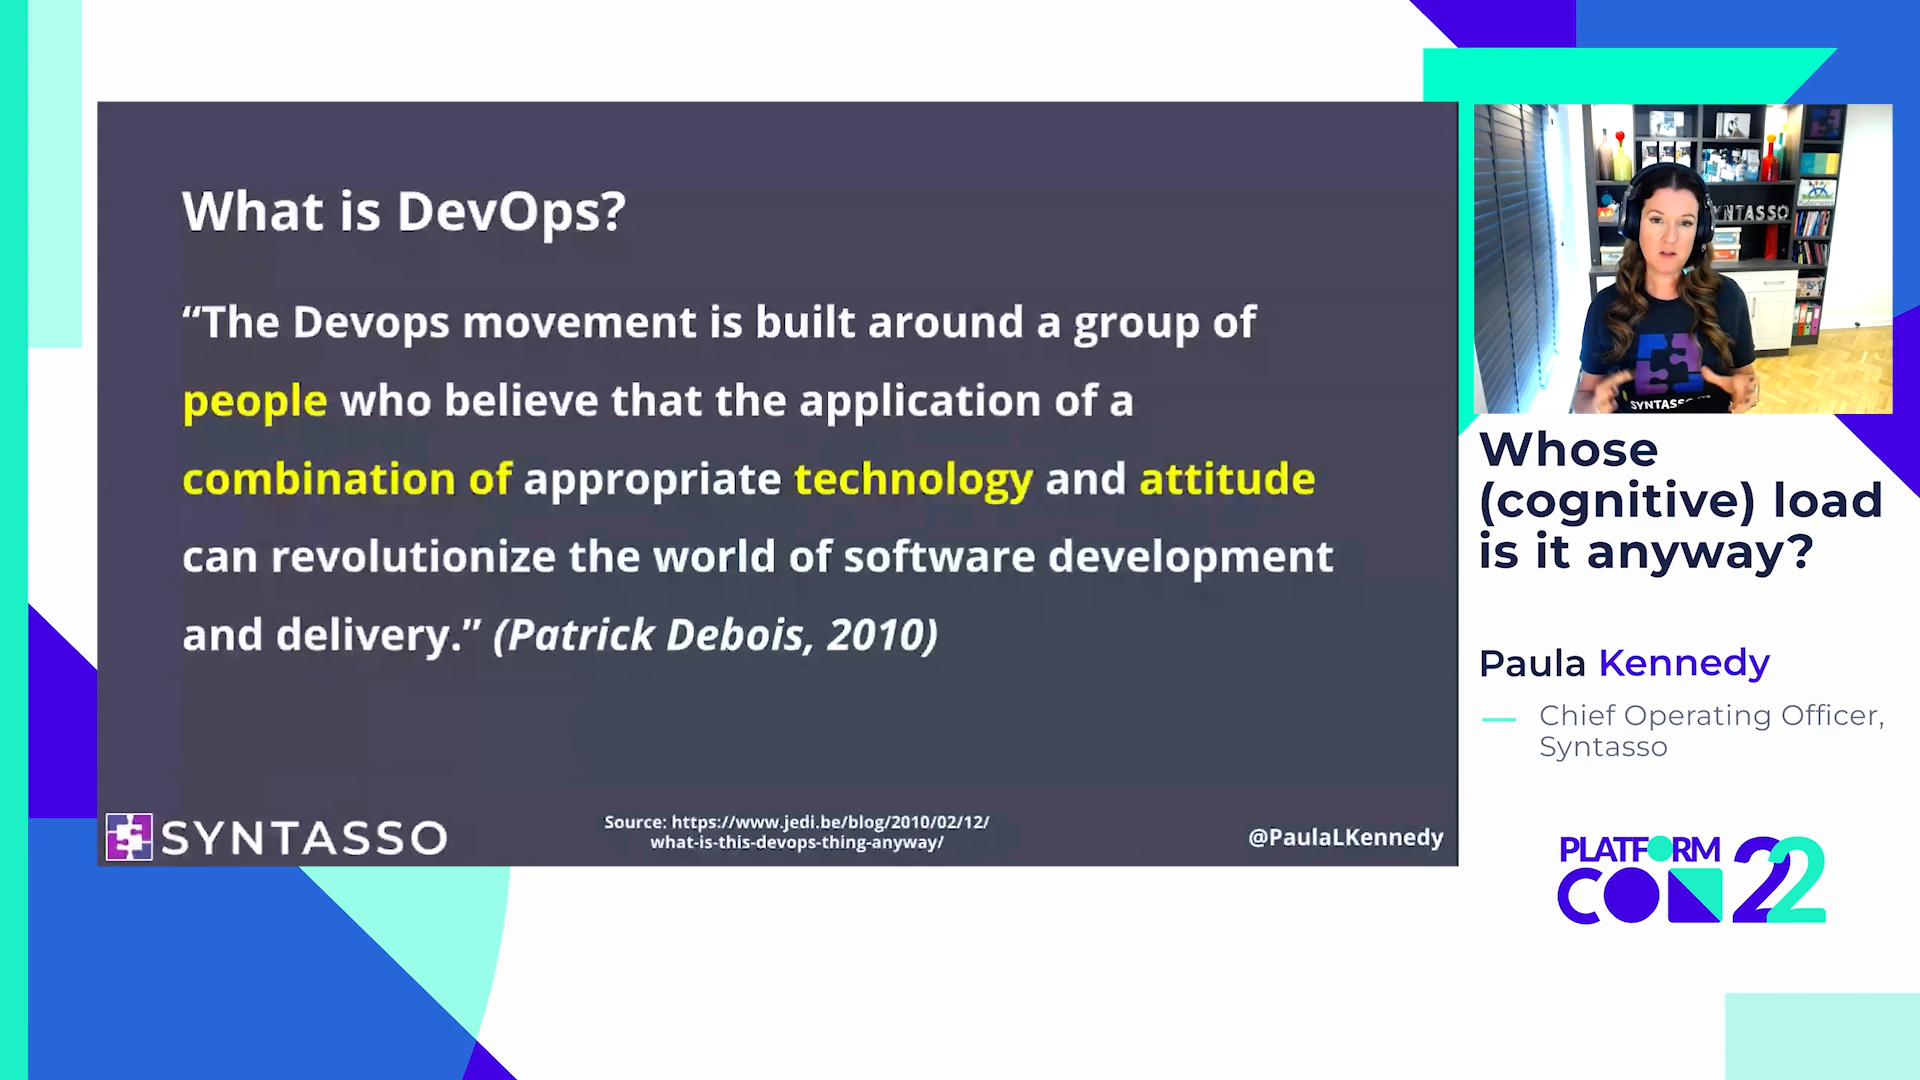 What is DevOps?
“The Devops movement is built around a group of
people who believe that the application of a
combination of appropriate technology and attitude
can revolutionize the world of software development
and delivery.” (Patrick Debois, 2010)
SYNTASSO
Source: https://www.jedi.be/blog/2010/02/12/
what-is-this-devops-thing-anyway/
@PaulaLKennedy
YNTASSO
Kubernetes
SYNTASSO
Whose
(cognitive) load
is it anyway?
Paula Kennedy
Chief Operating Officer,
Syntasso
PLATFORM
CON 22